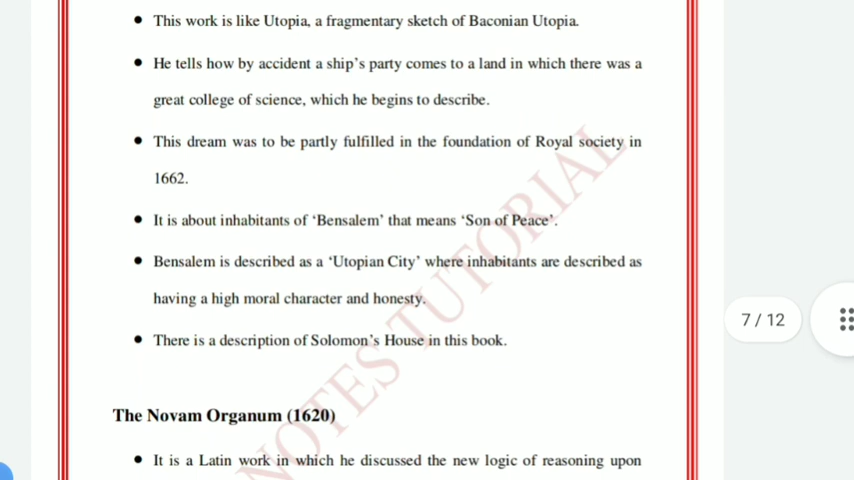 This work is like Utopia, a fragmentary sketch of Baconian Utopia.
He tells how by accident a ship's party comes to a land in which there was a
great college of science, which he begins to describe.
This dream was to be partly fulfilled in the foundation of Royal society in
1662.
It is about inhabitants of ‘Bensalem’ that means ‘Son of Peace’.
Bensalem is described as a ‘Utopian City’ where inhabitants are described as
having a high moral character and honesty.
There is a description of Solomon’s House in this book.
The Novam Organum (1620)
It is a Latin work in which he discussed the new logic of reasoning upon
NOTES TUTORIAL
7 / 12